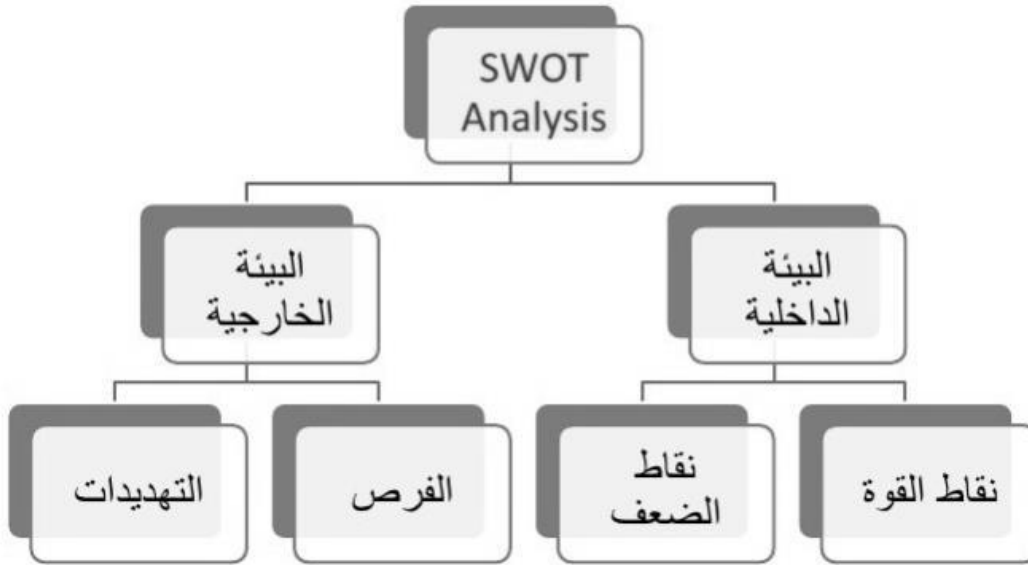 SWOT
Analysis
البيئة
الداخلية
البيئة
الخارجية
نقاط القوة
نقاط
الضعف
الفرص
التهديدات